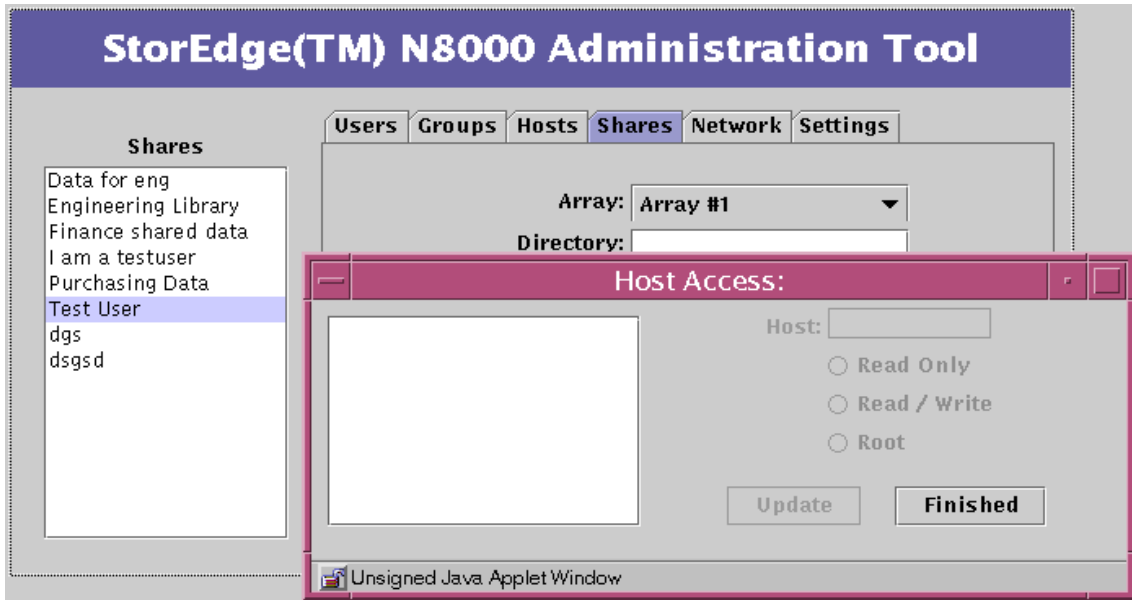 StorEdge(TM) N8000 Administration Tool
Users Groups Hosts Shares Network Settings
Shares
Data for eng
Engineering Library
Finance shared data
I am a testuser
Purchasing Data
Test User
dgs
dsgsd
Array: Array #1
Directory:
Host Access:
Host:
Read Only
Read / Write
Root
Update Finished
Unsigned Java Applet Window